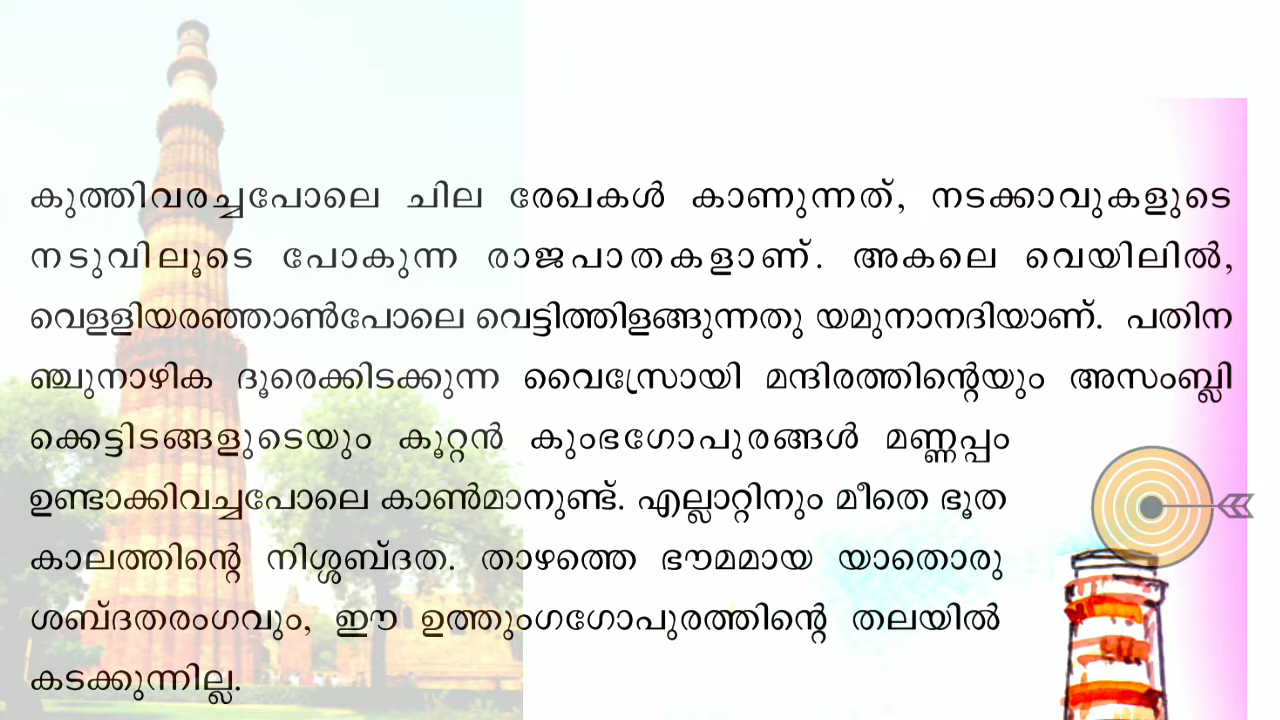 കുത്തിവരച്ചപോലെ ചില രേഖകൾ കാണുന്നത്, നടക്കാവുകളുടെ
നടുവിലൂടെ പോകുന്ന രാജപാതകളാണ്. അകലെ വെയിലിൽ,
വെളളിയരഞ്ഞാൺപോലെ വെട്ടിത്തിളങ്ങുന്നതു യമുനാനദിയാണ്. പതിന
ഞ്ചുനാഴിക ദൂരെക്കിടക്കുന്ന വൈസ്രോയി മന്ദിരത്തിന്റെയും അസംബ്ലി
ക്കെട്ടിടങ്ങളുടെയും കൂറ്റൻ കുംഭഗോപുരങ്ങൾ മണ്ണപ്പം
ഉണ്ടാക്കിവച്ചപോലെ കാൺമാനുണ്ട്. എല്ലാറ്റിനും മീതെ ഭൂത
കാലത്തിന്റെ നിശ്ശബ്ദത. താഴത്തെ ഭൗമമായ യാതൊരു
ശബ്ദതരംഗവും, ഈ ഉത്തുംഗഗോപുരത്തിന്റെ തലയിൽ
കടക്കുന്നില്ല.